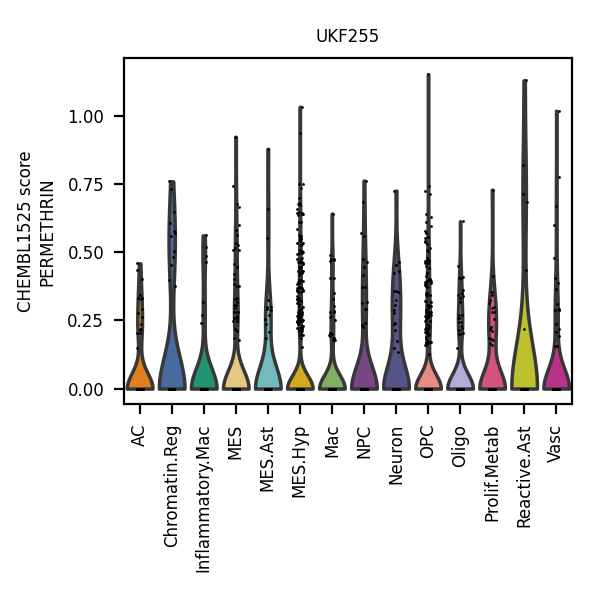 UKF255
CHEMBL1525 score
PERMETHRIN
1.00
0.75
0.50
0.25
0.00
AC
Chromatin.Reg
Inflammatory.Mac
MES
MES.Ast
MES.Hyp
Mac
NPC
Neuron
OPC
Oligo
Prolif.Metab
Reactive.Ast
Vasc